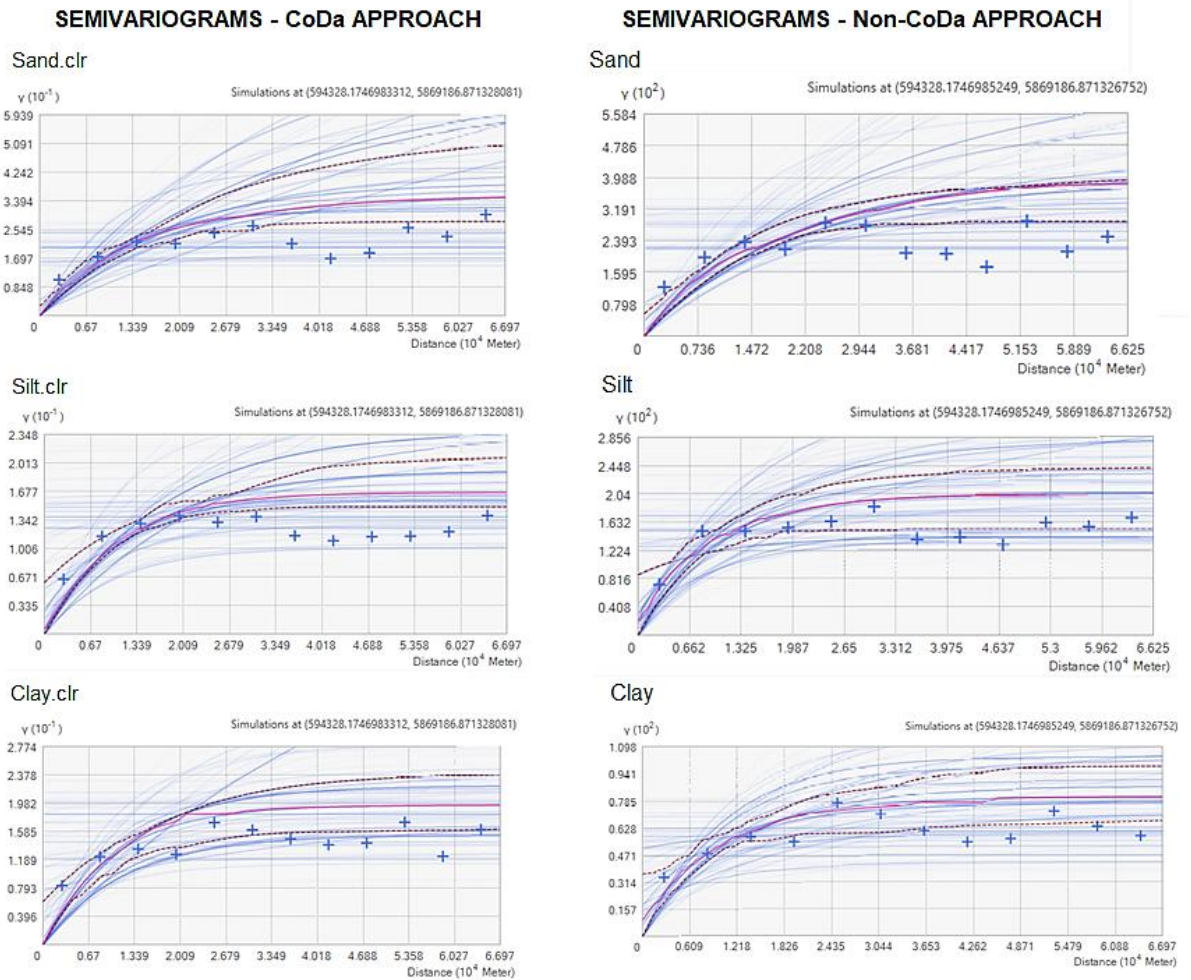 SEMIVARIOGRAMS - CoDa APPROACH
SEMIVARIOGRAMS - Non-CoDa APPROACH
Sand.clr
γ (10⁻¹)
Simulations at (594328.1746983312, 5869186.871328081)
5.939
5.091
4.242
3.394
2.545
1.697
0.848
0 0.67 1.339 2.009 2.679 3.349 4.018 4.688 5.358 6.027 6.697
Distance (10⁴ Meter)
Sand
γ (10²)
Simulations at (594328.1746985249, 5869186.871326752)
5.584
4.786
3.988
3.191
2.393
1.595
0.798
0 0.736 1.472 2.208 2.944 3.681 4.417 5.153 5.889 6.625
Distance (10⁴ Meter)
Silt.clr
γ (10⁻¹)
Simulations at (594328.1746983312, 5869186.871328081)
2.348
2.013
1.677
1.342
1.006
0.671
0.335
0 0.67 1.339 2.009 2.679 3.349 4.018 4.688 5.358 6.027 6.697
Distance (10⁴ Meter)
Silt
γ (10²)
Simulations at (594328.1746985249, 5869186.871326752)
2.856
2.448
2.04
1.632
1.224
0.816
0.408
0 0.662 1.325 1.987 2.65 3.312 3.975 4.637 5.3 5.962 6.625
Distance (10⁴ Meter)
Clay.clr
γ (10⁻¹)
Simulations at (594328.1746983312, 5869186.871328081)
2.774
2.378
1.982
1.585
1.189
0.793
0.396
0 0.67 1.339 2.009 2.679 3.349 4.018 4.688 5.358 6.027 6.697
Distance (10⁴ Meter)
Clay
γ (10²)
Simulations at (594328.1746985249, 5869186.871326752)
1.098
0.941
0.785
0.628
0.471
0.314
0.157
0 0.609 1.218 1.826 2.435 3.044 3.653 4.262 4.871 5.479 6.088 6.697
Distance (10⁴ Meter)